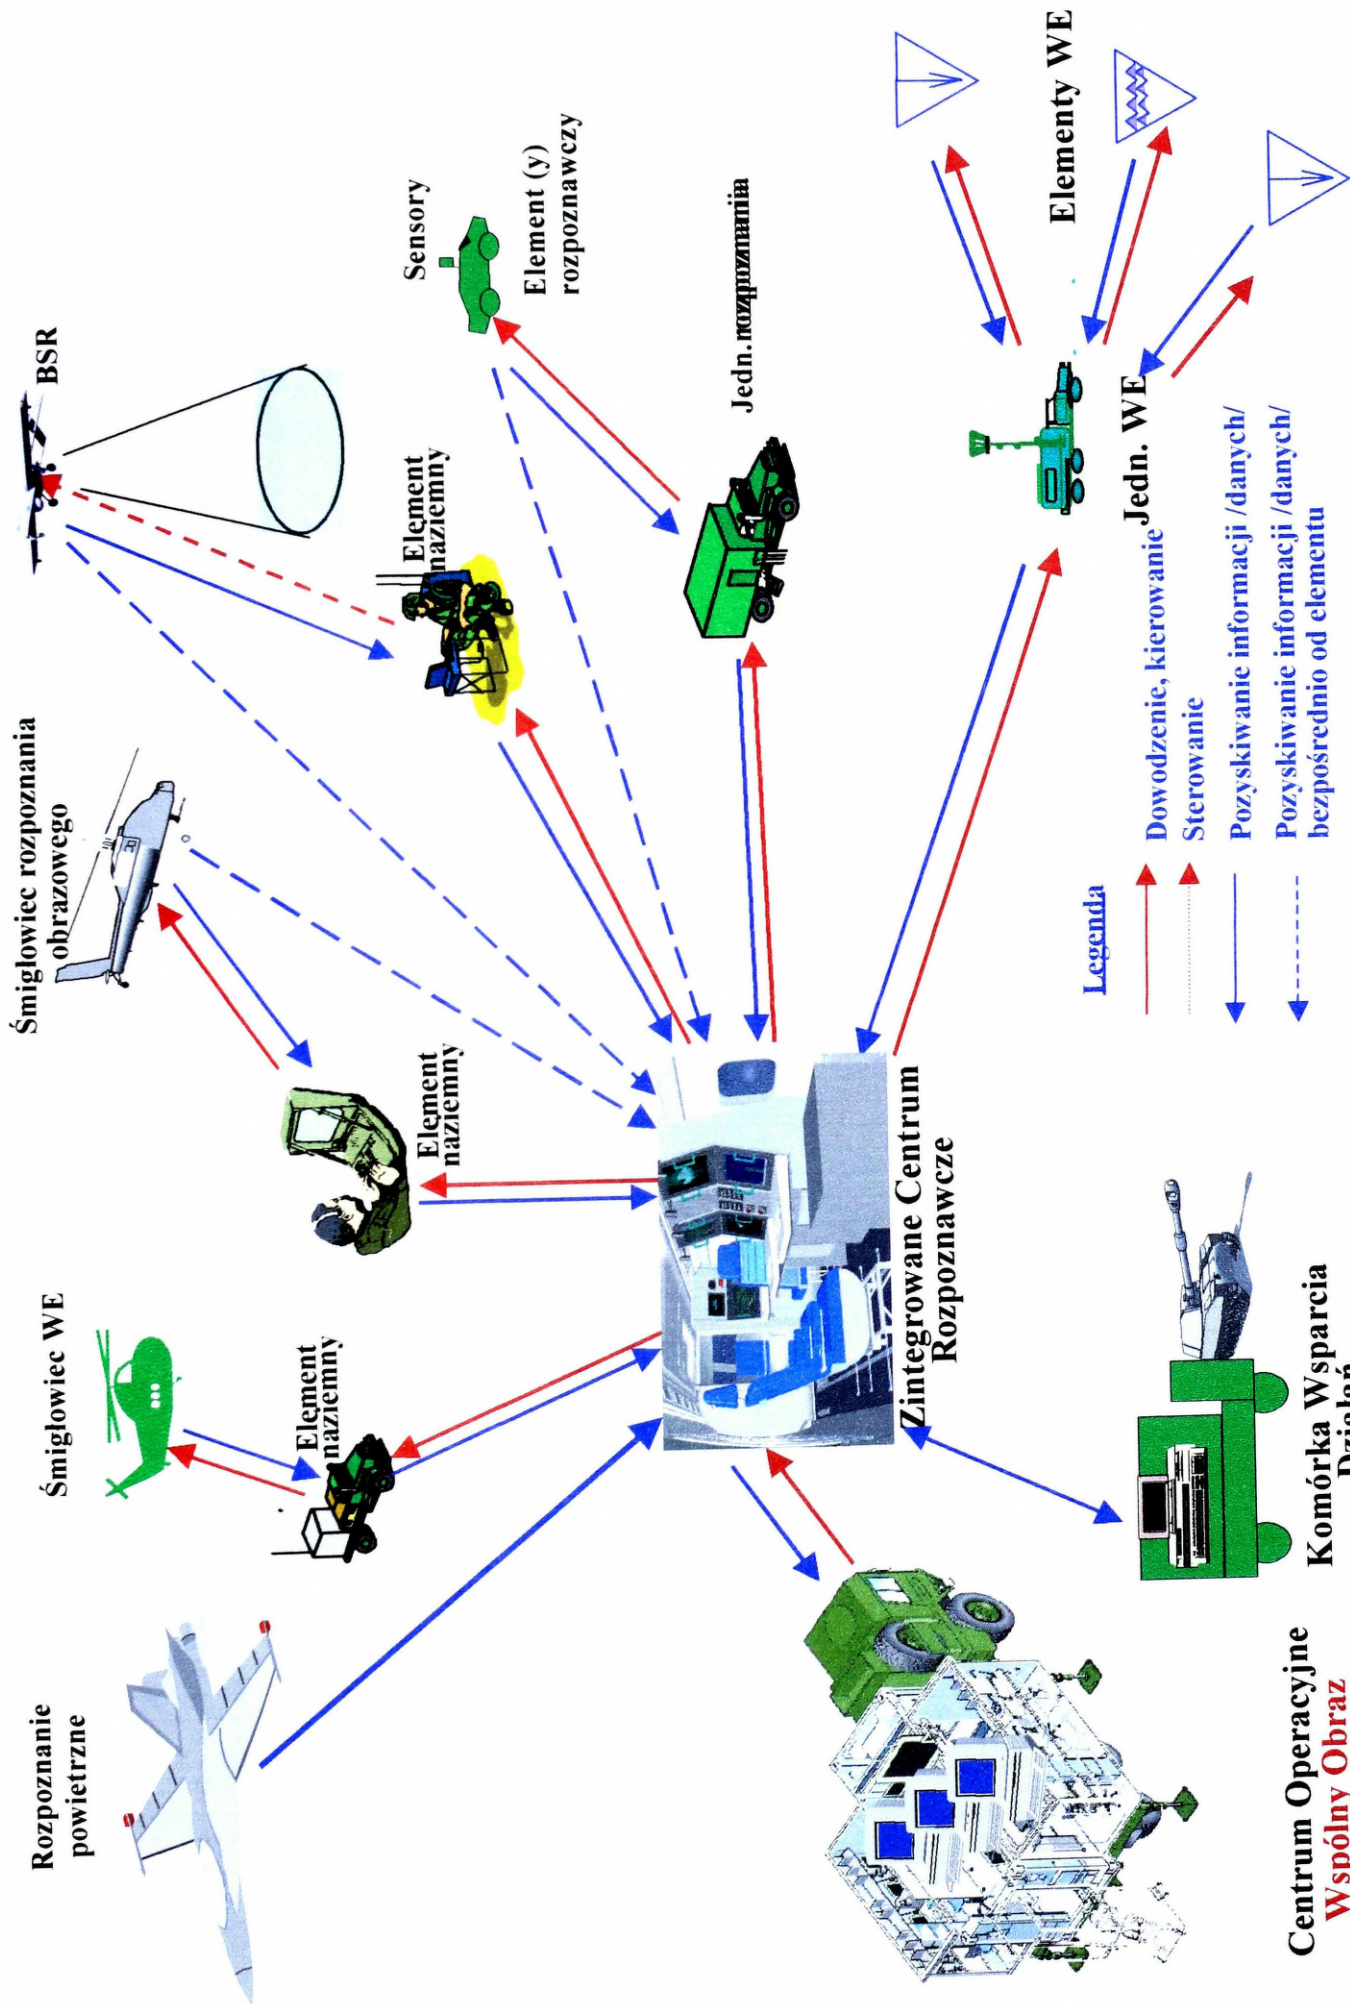 Rozpoznanie
powietrzne
Śmigłowiec WE
Śmigłowiec rozpoznania
obrazowego
BSR
Element
naziemny
Element
naziemny
Element
naziemny
Sensory
Element (y)
rozpoznawczy
Jedn. rozpoznania
Zintegrowane Centrum
Rozpoznawcze
Jedn. WE
Elementy WE
Centrum Operacyjne
Wspólny Obraz
Komórka Wsparcia
Działań
Legenda
Dowodzenie, kierowanie
Sterowanie
Pozyskiwanie informacji /danych/
Pozyskiwanie informacji /danych/
bezpóśrednio od elementu